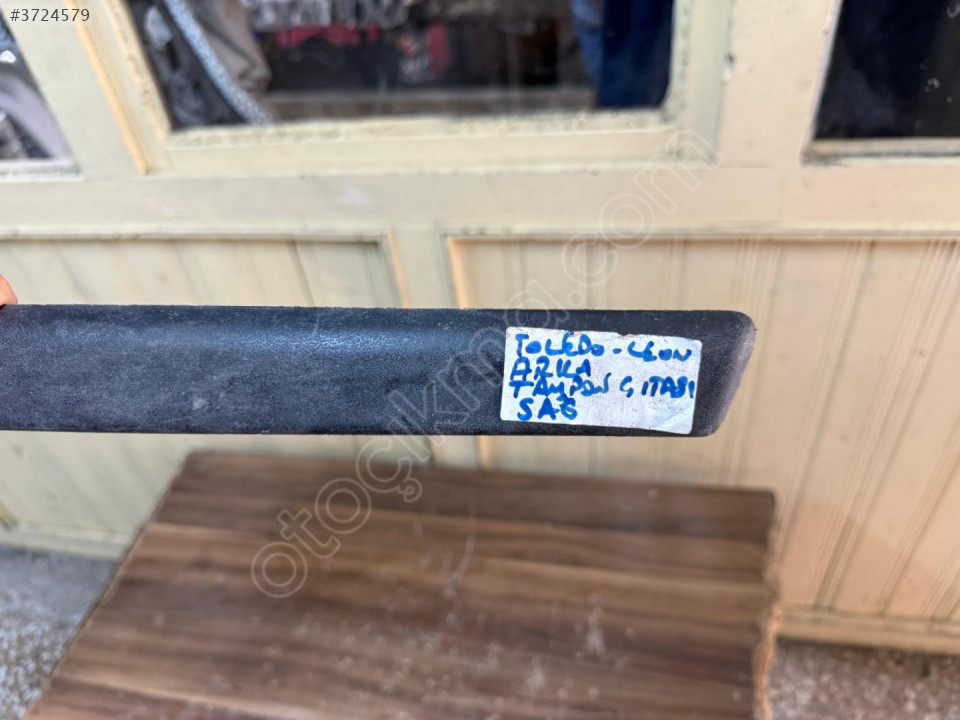 #3724579
TOLEDO-LEON
ARKA
TAMPON ÇITASI
SAĞ
otoçıkma.com